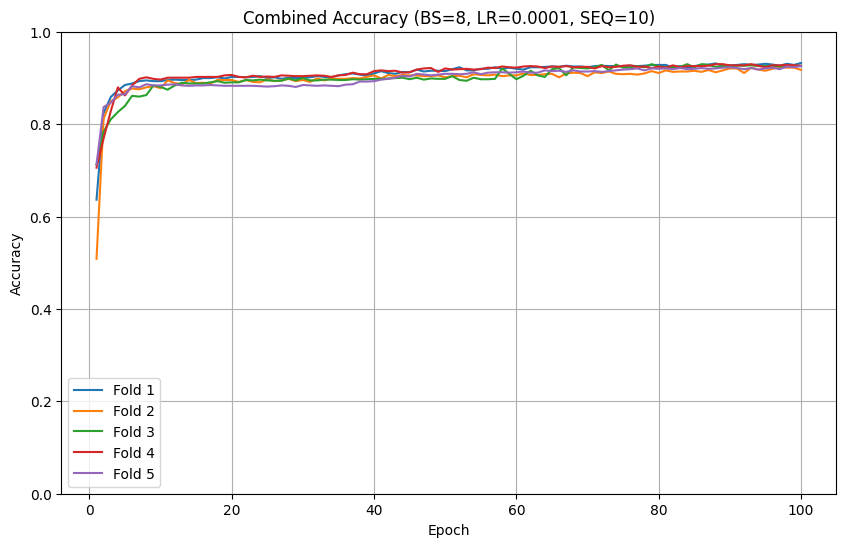 Combined Accuracy (BS=8, LR=0.0001, SEQ=10)
1.0
0.8
0.6
0.4
0.2
0.0
Accuracy
Fold 1
Fold 2
Fold 3
Fold 4
Fold 5
0 20 40 60 80 100
Epoch